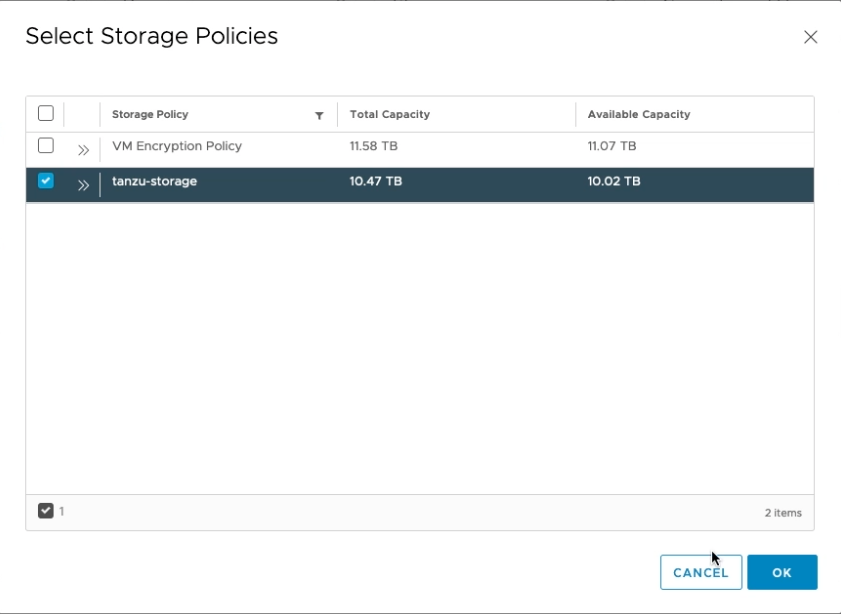 Select Storage Policies
Storage Policy Total Capacity Available Capacity
VM Encryption Policy 11.58 TB 11.07 TB
tanzu-storage 10.47 TB 10.02 TB
1 2 items
CANCEL OK